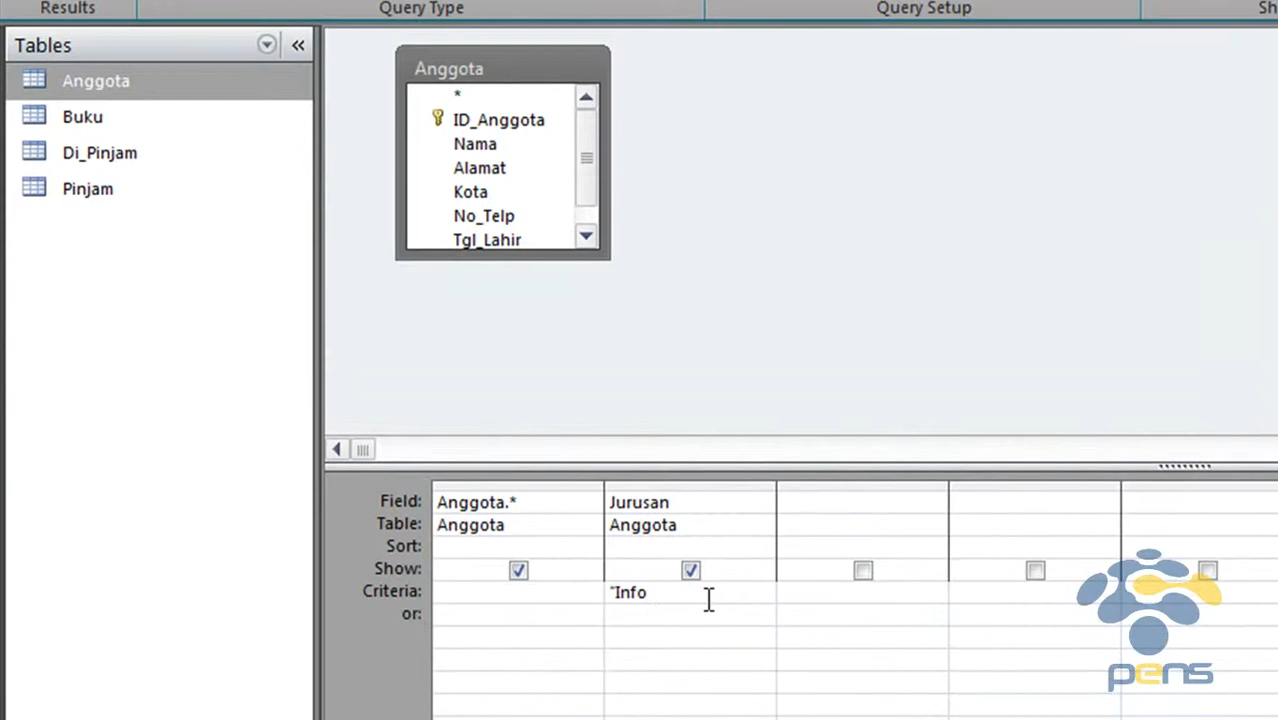 Results
Query Type
Query Setup
Sh
Tables
Anggota
Buku
Di_Pinjam
Pinjam
Anggota
*
ID_Anggota
Nama
Alamat
Kota
No_Telp
Tgl_Lahir
Field: Anggota.* Jurusan
Table: Anggota Anggota
Sort:
Show:
Criteria: "Info
or:
pens